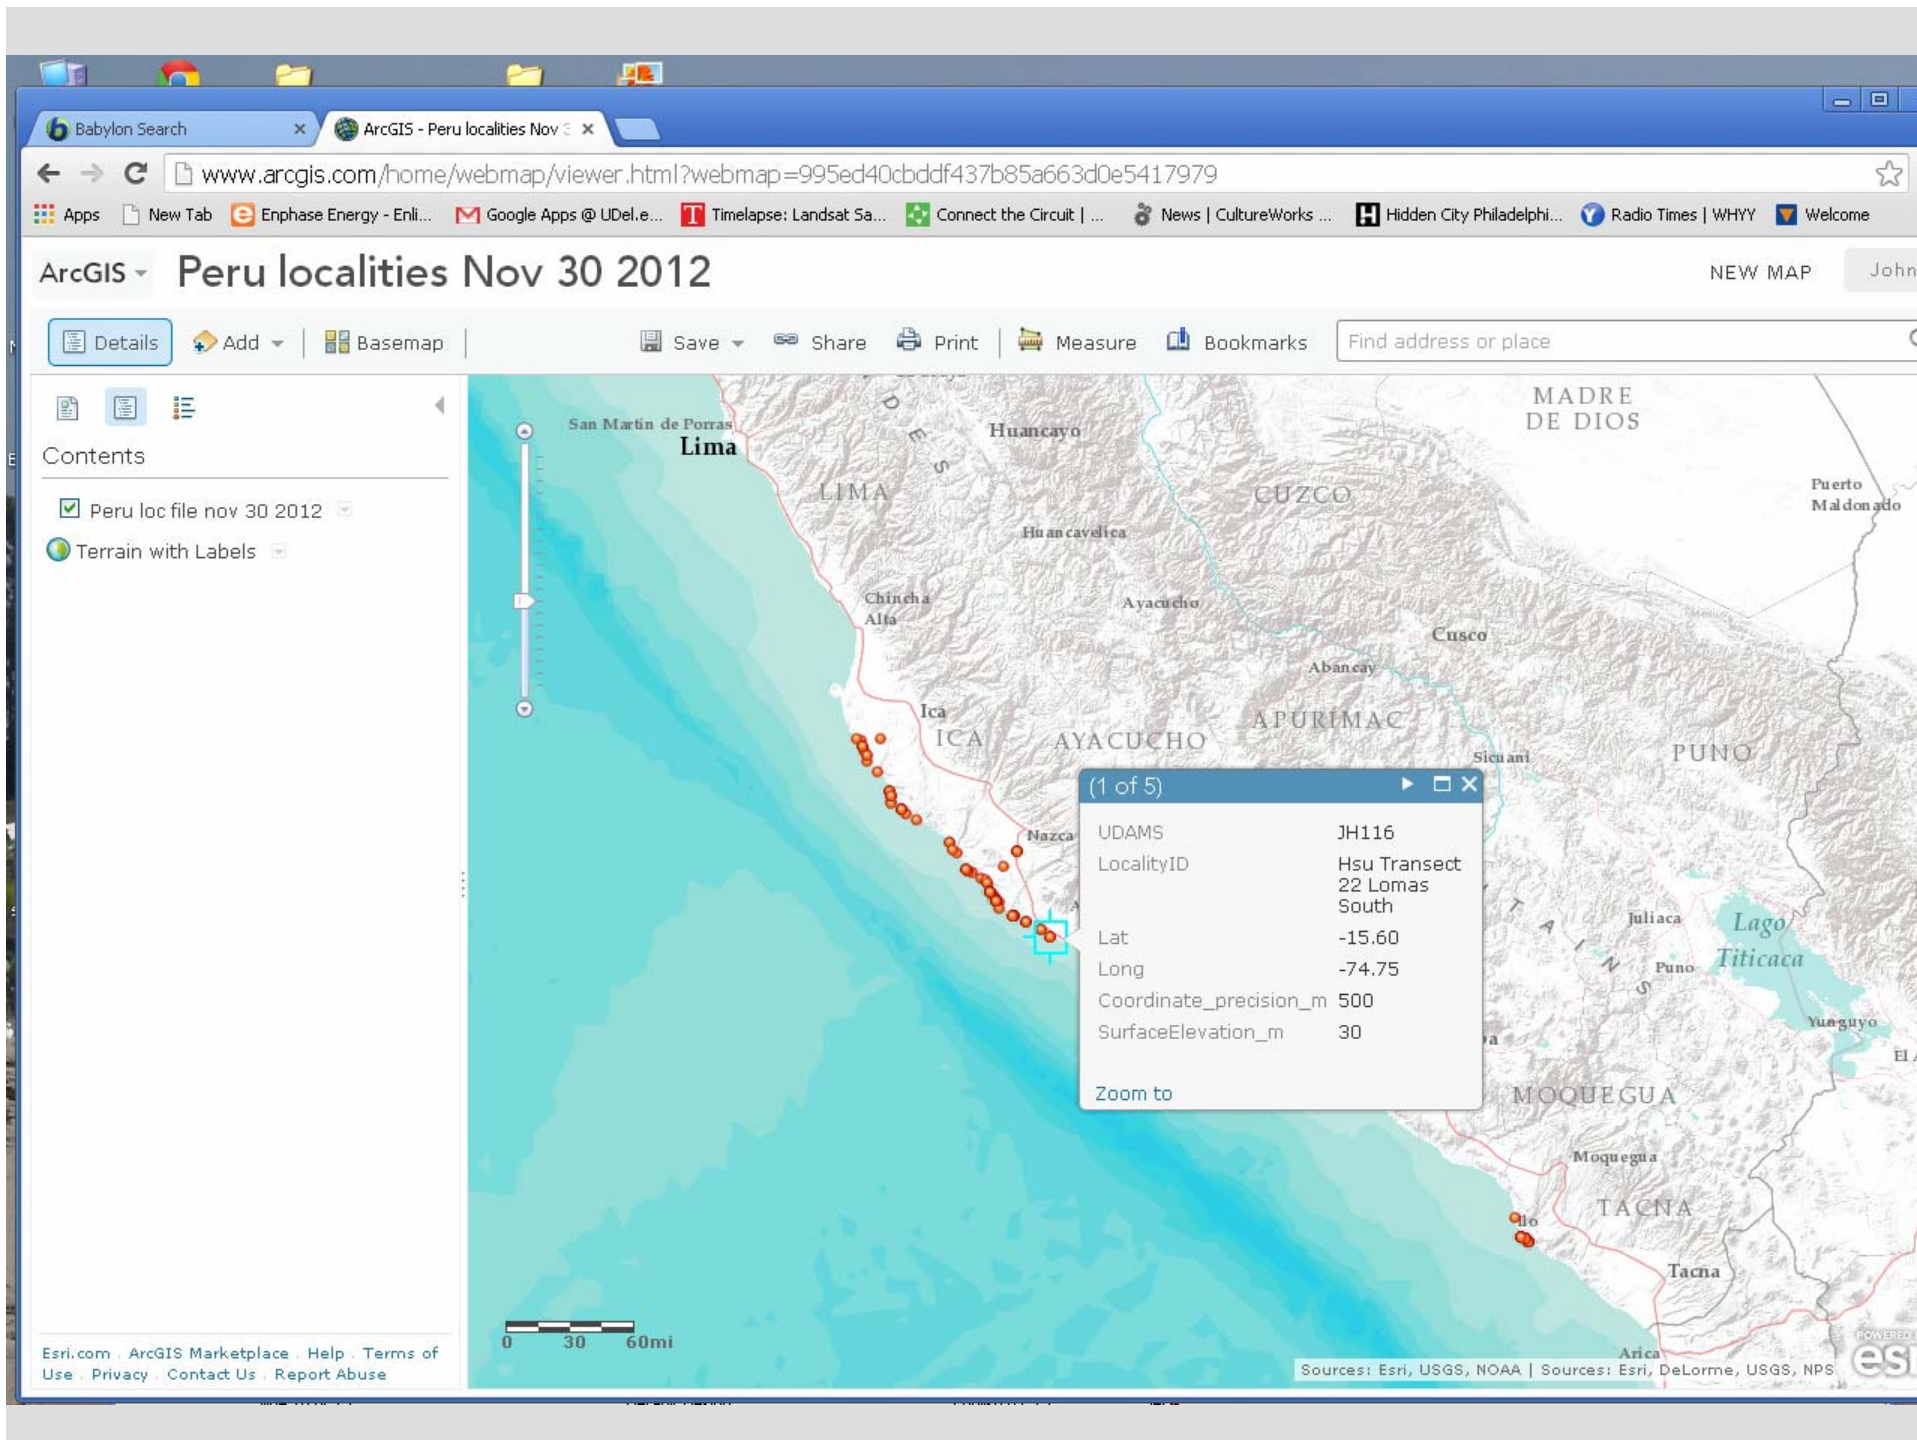 Babylon Search
ArcGIS - Peru localities Nov 3
www.arcgis.com/home/webmap/viewer.html?webmap=995ed40cbddf437b85a663d0e5417979
Apps New Tab Enphase Energy - Enli... Google Apps @ UDel.e... Timelapse: Landsat Sa... Connect the Circuit | ... News | CultureWorks ... Hidden City Philadelphi... Radio Times | WHYY Welcome
ArcGIS Peru localities Nov 30 2012
NEW MAP
John
Details Add Basemap
Save Share Print Measure Bookmarks
Find address or place
Contents
Peru loc file nov 30 2012
Terrain with Labels
Esri.com . ArcGIS Marketplace . Help . Terms of
Use . Privacy . Contact Us . Report Abuse
San Martin de Porras
Lima
Huancayo
D
E
S
MADRE
DE DIOS
LIMA
CUZCO
Puerto
Maldonado
Huancavelica
Chincha
Alta
Ayacucho
Cusco
Abancay
Ica
ICA
AYACUCHO
APURIMAC
Sicuani
PUNO
Nazca
(1 of 5)
UDAMS JH116
LocalityID Hsu Transect
22 Lomas
South
Lat -15.60
Long -74.75
Coordinate_precision_m 500
SurfaceElevation_m 30
Zoom to
T
A
I
N
S
Juliaca
Lago
Titicaca
Puno
Yunguyo
El A
MOQUEGUA
Moquegua
TACNA
Ilo
Tacna
Arica
0 30 60mi
POWERED
esri
Sources: Esri, USGS, NOAA | Sources: Esri, DeLorme, USGS, NPS